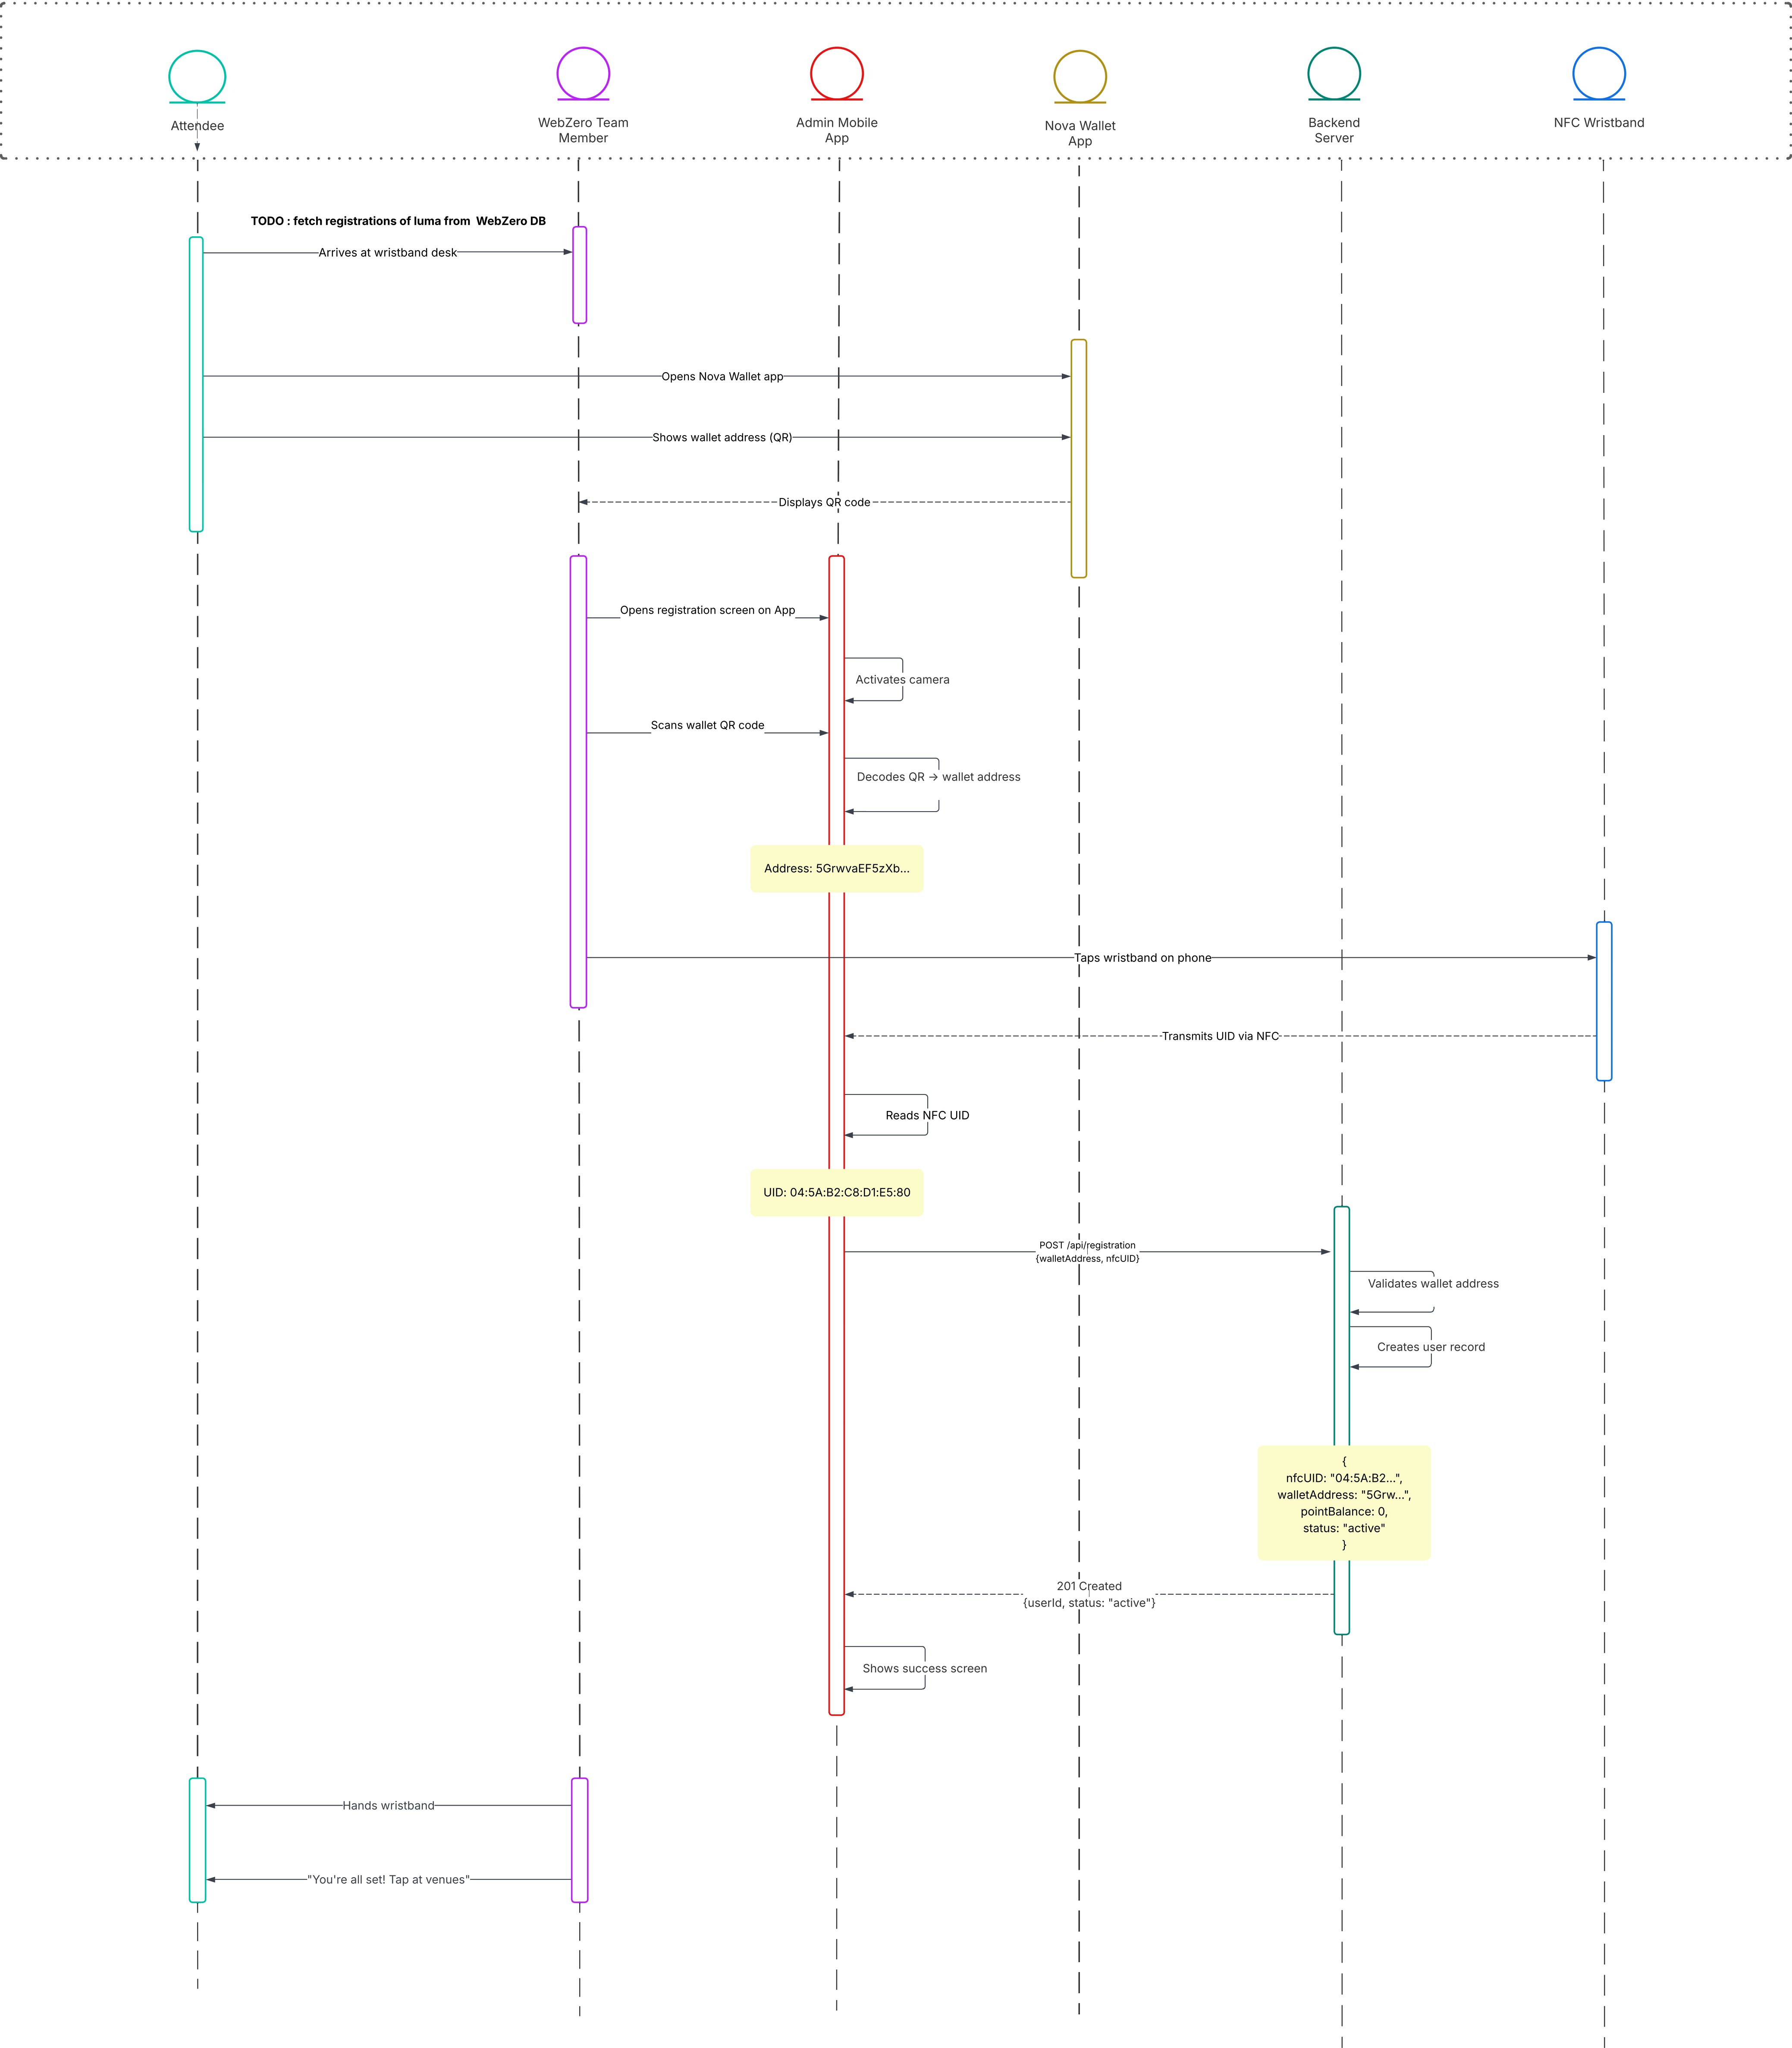 Attendee
WebZero Team
Member
Admin Mobile
App
Nova Wallet
App
Backend
Server
NFC Wristband
TODO : fetch registrations of luma from  WebZero DB
Arrives at wristband desk
Opens Nova Wallet app
Shows wallet address (QR)
Displays QR code
Opens registration screen on App
Activates camera
Scans wallet QR code
Decodes QR → wallet address
Address: 5GrwvaEF5zXb...
Taps wristband on phone
Transmits UID via NFC
Reads NFC UID
UID: 04:5A:B2:C8:D1:E5:80
POST /api/registration
{walletAddress, nfcUID}
Validates wallet address
Creates user record
{
nfcUID: "04:5A:B2...",
walletAddress: "5Grw...",
pointBalance: 0,
status: "active"
}
201 Created
{userId, status: "active"}
Shows success screen
Hands wristband
"You're all set! Tap at venues"